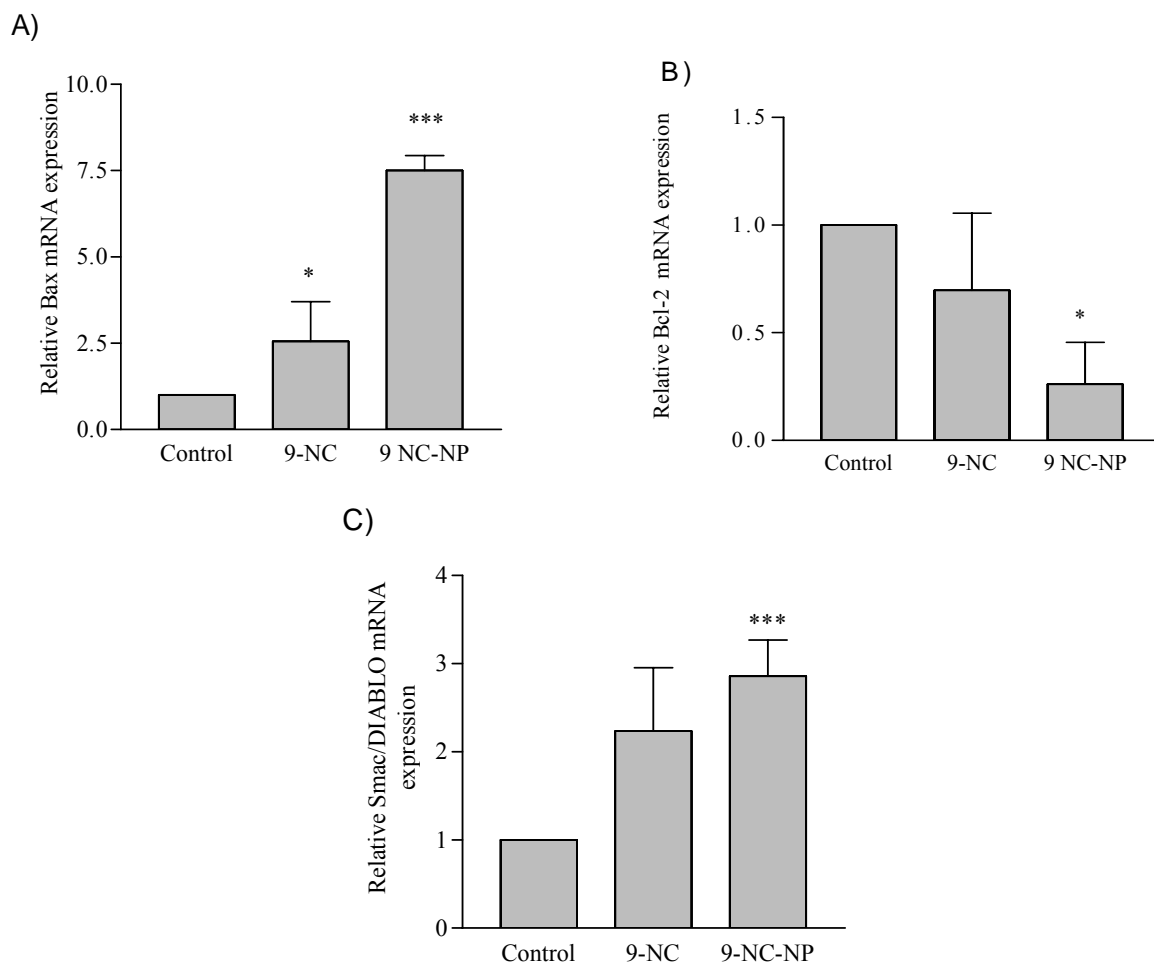 A)
Relative Bax mRNA expression
10.0
7.5
5.0
2.5
0.0
*
***
Control
9-NC
9 NC-NP
B)
Relative Bcl-2 mRNA expression
1.5
1.0
0.5
0.0
*
Control
9-NC
9 NC-NP
C)
Relative Smac/DIABLO mRNA
expression
4
3
2
1
0
***
Control
9-NC
9-NC-NP